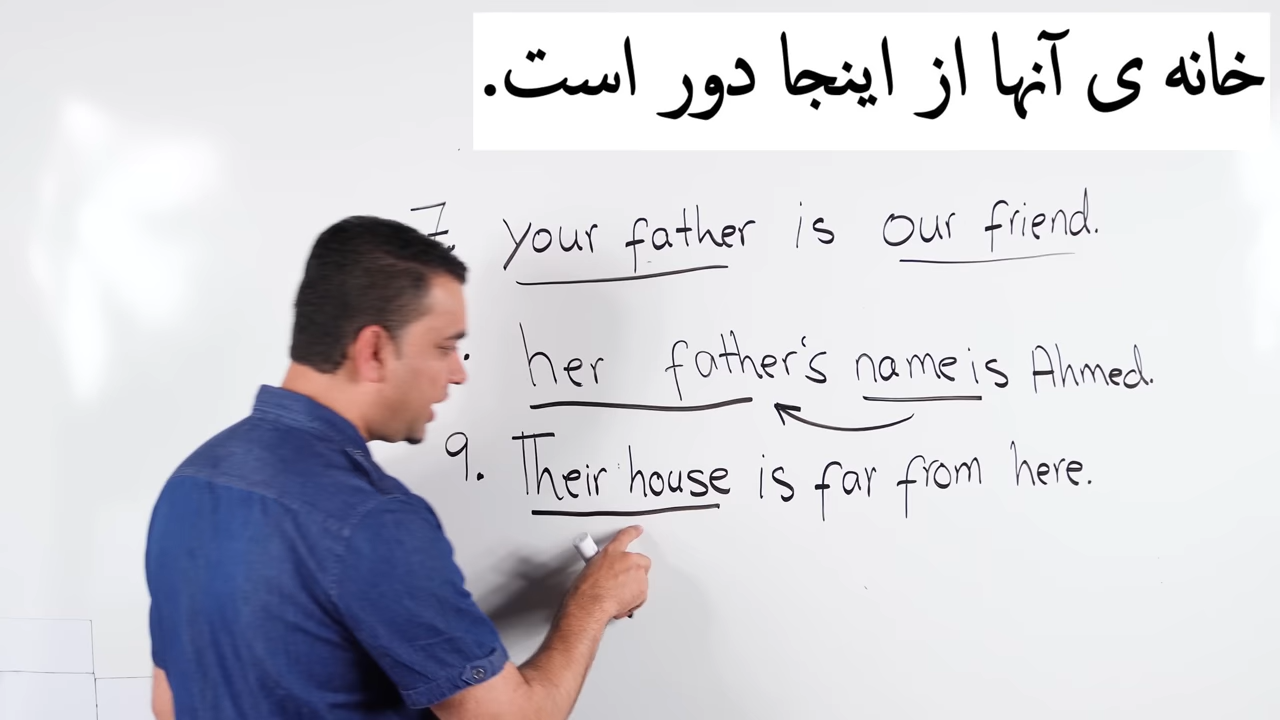 خانه ی آنها از اینجا دور است.
7. your father is our friend.
. her father's name is Ahmed.
9. Their house is far from here.